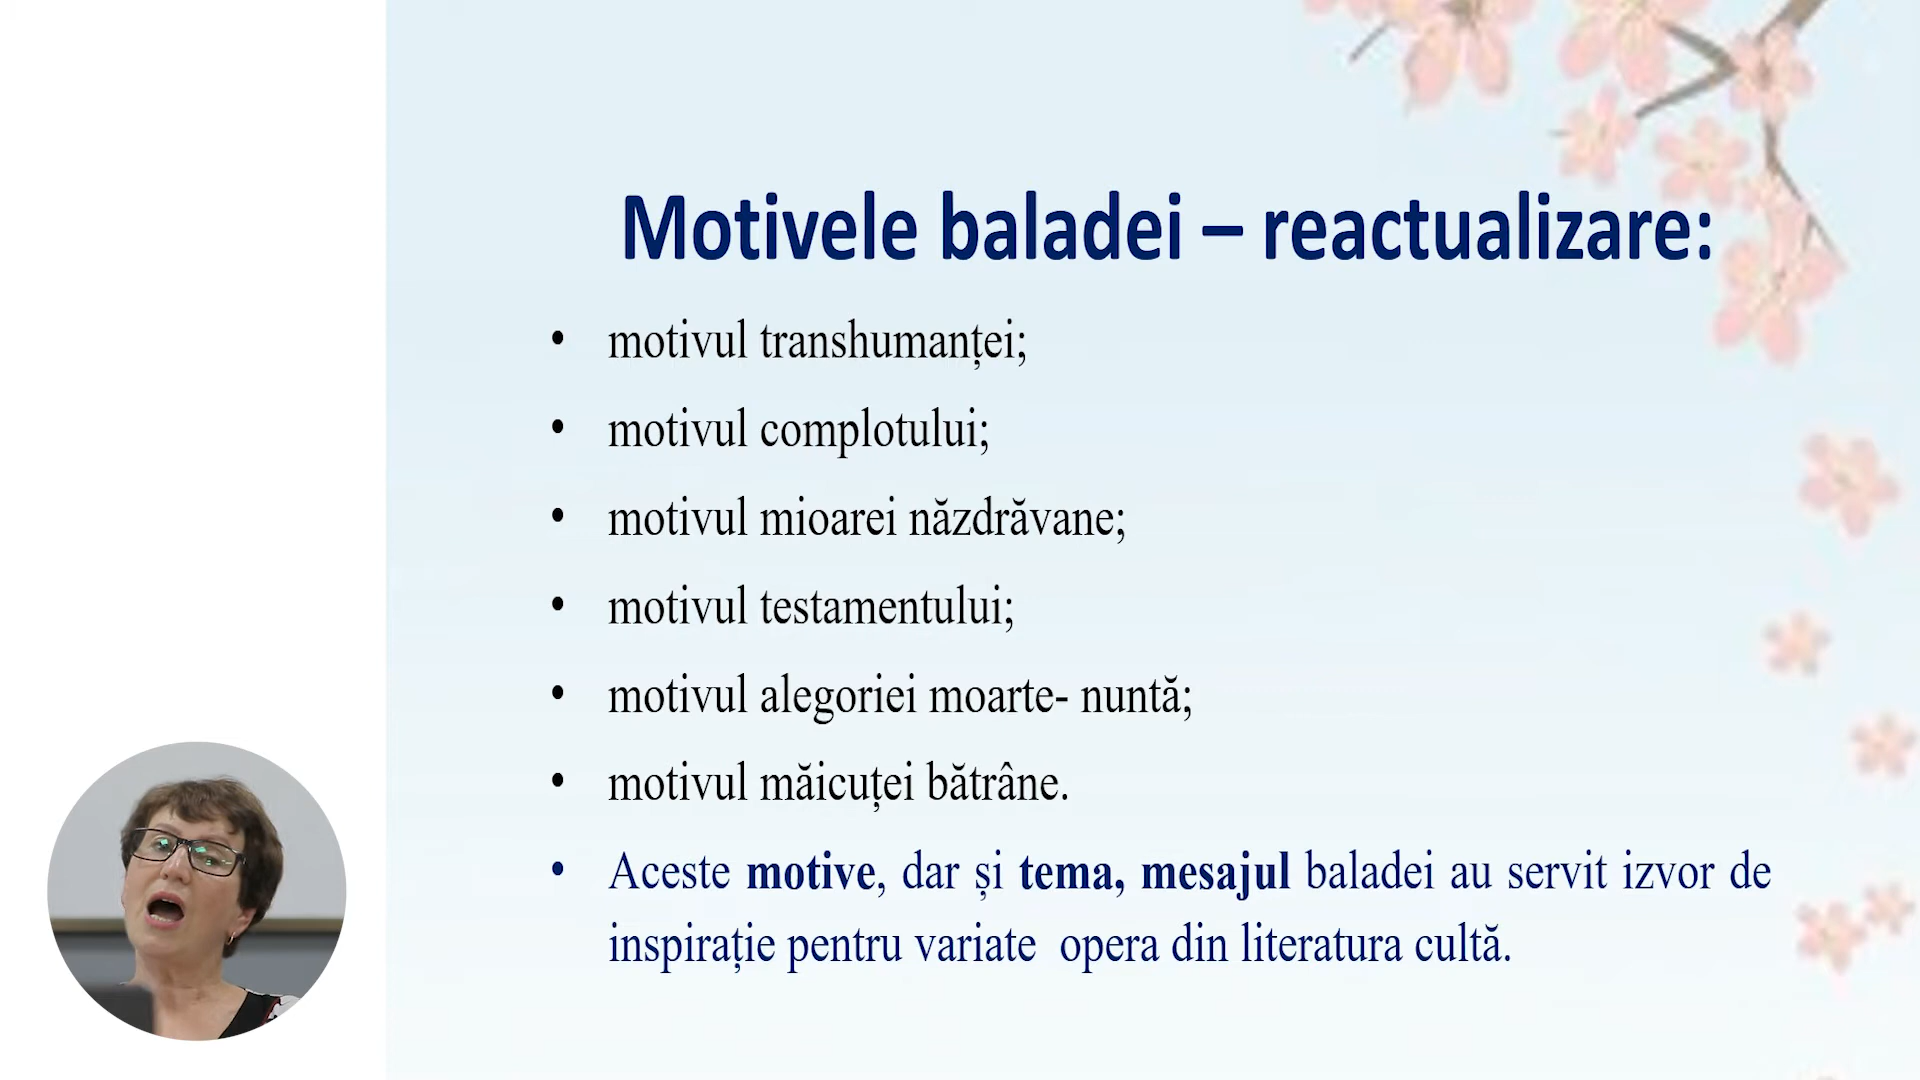 Motivele baladei – reactualizare:
• motivul transhumanței;
• motivul complotului;
• motivul mioarei năzdrăvane;
• motivul testamentului;
• motivul alegoriei moarte- nuntă;
• motivul măicuței bătrâne.
• Aceste motive, dar și tema, mesajul baladei au servit izvor de
inspirație pentru variate  opera din literatura cultă.